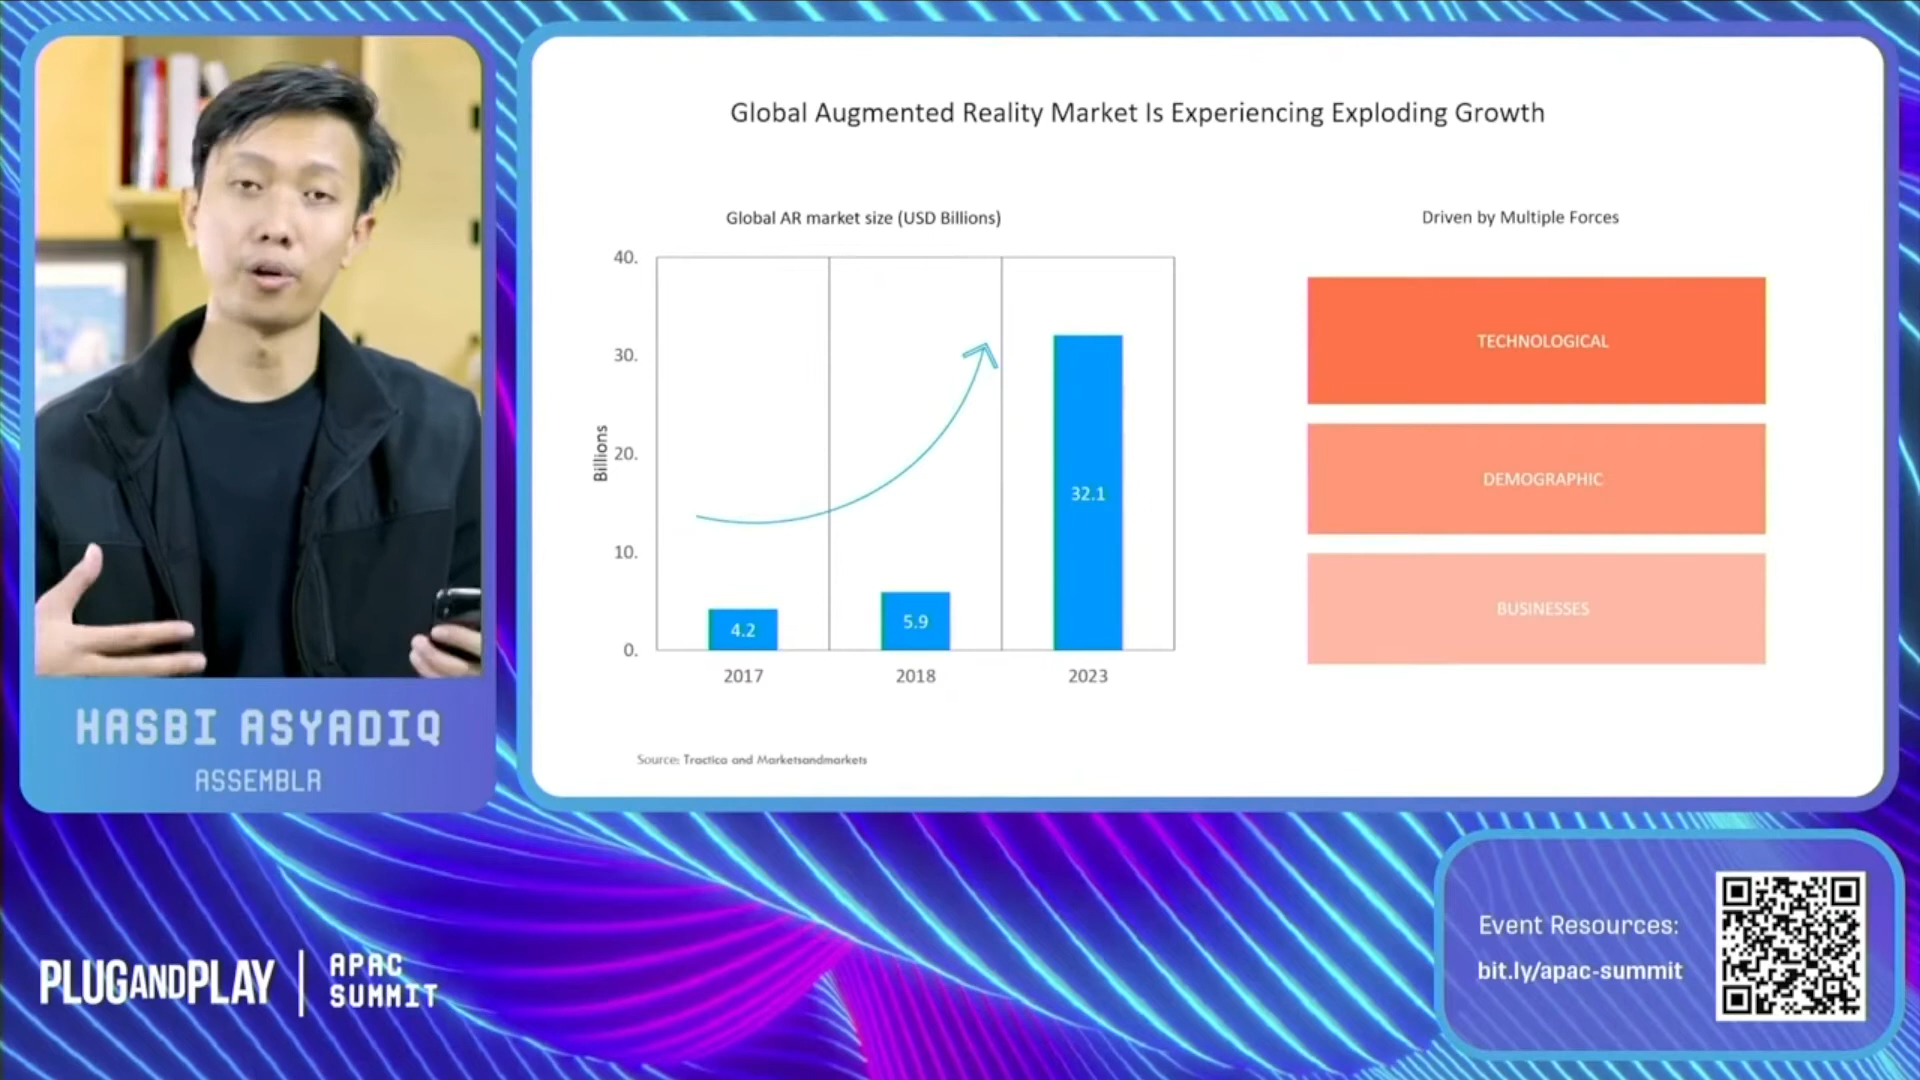 Global Augmented Reality Market Is Experiencing Exploding Growth
Global AR market size (USD Billions)
Driven by Multiple Forces
40.
30.
20.
10.
0.
Billions
4.2
5.9
32.1
2017
2018
2023
TECHNOLOGICAL
DEMOGRAPHIC
BUSINESSES
Source: Tractica and Marketsandmarkets
HASBI ASYADIQ
ASSEMBLR
PLUGANDPLAY
APAC
SUMMIT
Event Resources:
bit.ly/apac-summit